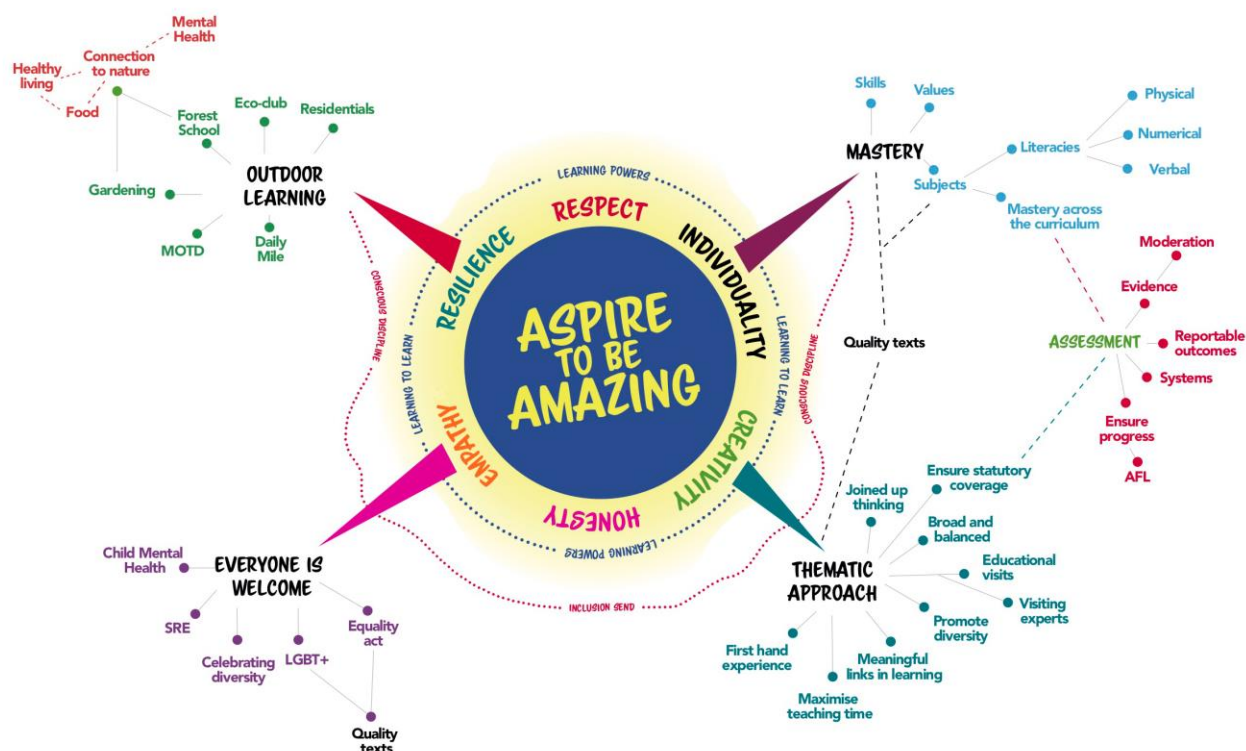 Mental
Health
Connection
to nature
Healthy
living
Food
Forest
School
Eco-club
Residentials
Gardening
OUTDOOR
LEARNING
MOTD
Daily
Mile
Skills
Values
MASTERY
Subjects
Literacies
Physical
Numerical
Verbal
Mastery across
the curriculum
Moderation
Evidence
ASSESSMENT
Reportable
outcomes
Systems
Ensure
progress
AFL
LEARNING POWERS
RESPECT
RESILIENCE
INDIVIDUALITY
CONSCIOUS DISCIPLINE
LEARNING TO LEARN
ASPIRE
TO BE
AMAZING
LEARNING TO LEARN
CONSCIOUS DISCIPLINE
Quality texts
EMPATHY
CREATIVITY
HONESTY
LEARNING POWERS
INCLUSION SEND
Child Mental
Health
EVERYONE IS
WELCOME
SRE
Celebrating
diversity
LGBT+
Equality
act
Quality
texts
Joined up
thinking
Ensure statutory
coverage
Broad and
balanced
THEMATIC
APPROACH
Educational
visits
Visiting
experts
Promote
diversity
First hand
experience
Meaningful
links in learning
Maximise
teaching time